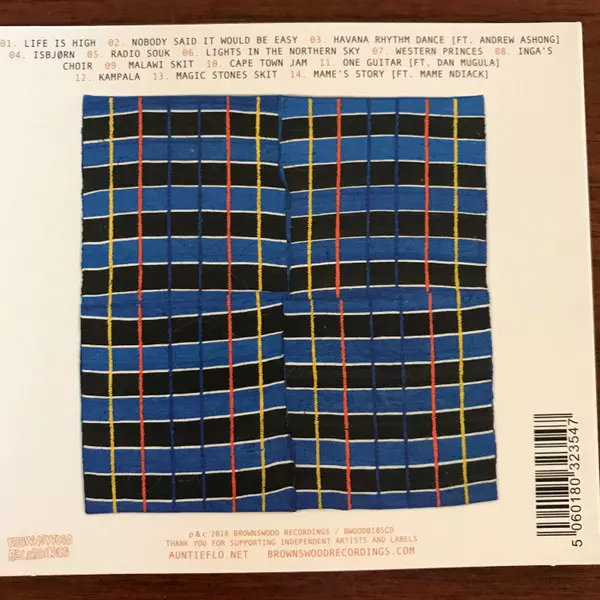 01. LIFE IS HIGH 02. NOBODY SAID IT WOULD BE EASY 03. HAVANA RHYTHM DANCE [FT. ANDREW ASHONG]
04. ISBJØRN 05. RADIO SOUK 06. LIGHTS IN THE NORTHERN SKY 07. WESTERN PRINCES 08. INGA'S
CHOIR 09. MALAWI SKIT 10. CAPE TOWN JAM 11. ONE GUITAR [FT. DAN MUGULA]
12. KAMPALA 13. MAGIC STONES SKIT 14. MAME'S STORY [FT. MAME NDIACK]
5 060180 323547
p & c 2018 BROWNSWOOD RECORDINGS / BWOOD0185CD
THANK YOU FOR SUPPORTING INDEPENDENT ARTISTS AND LABELS
AUNTIEFLO.NET BROWNSWOODRECORDINGS.COM
BROWNSWOOD
RECORDINGS